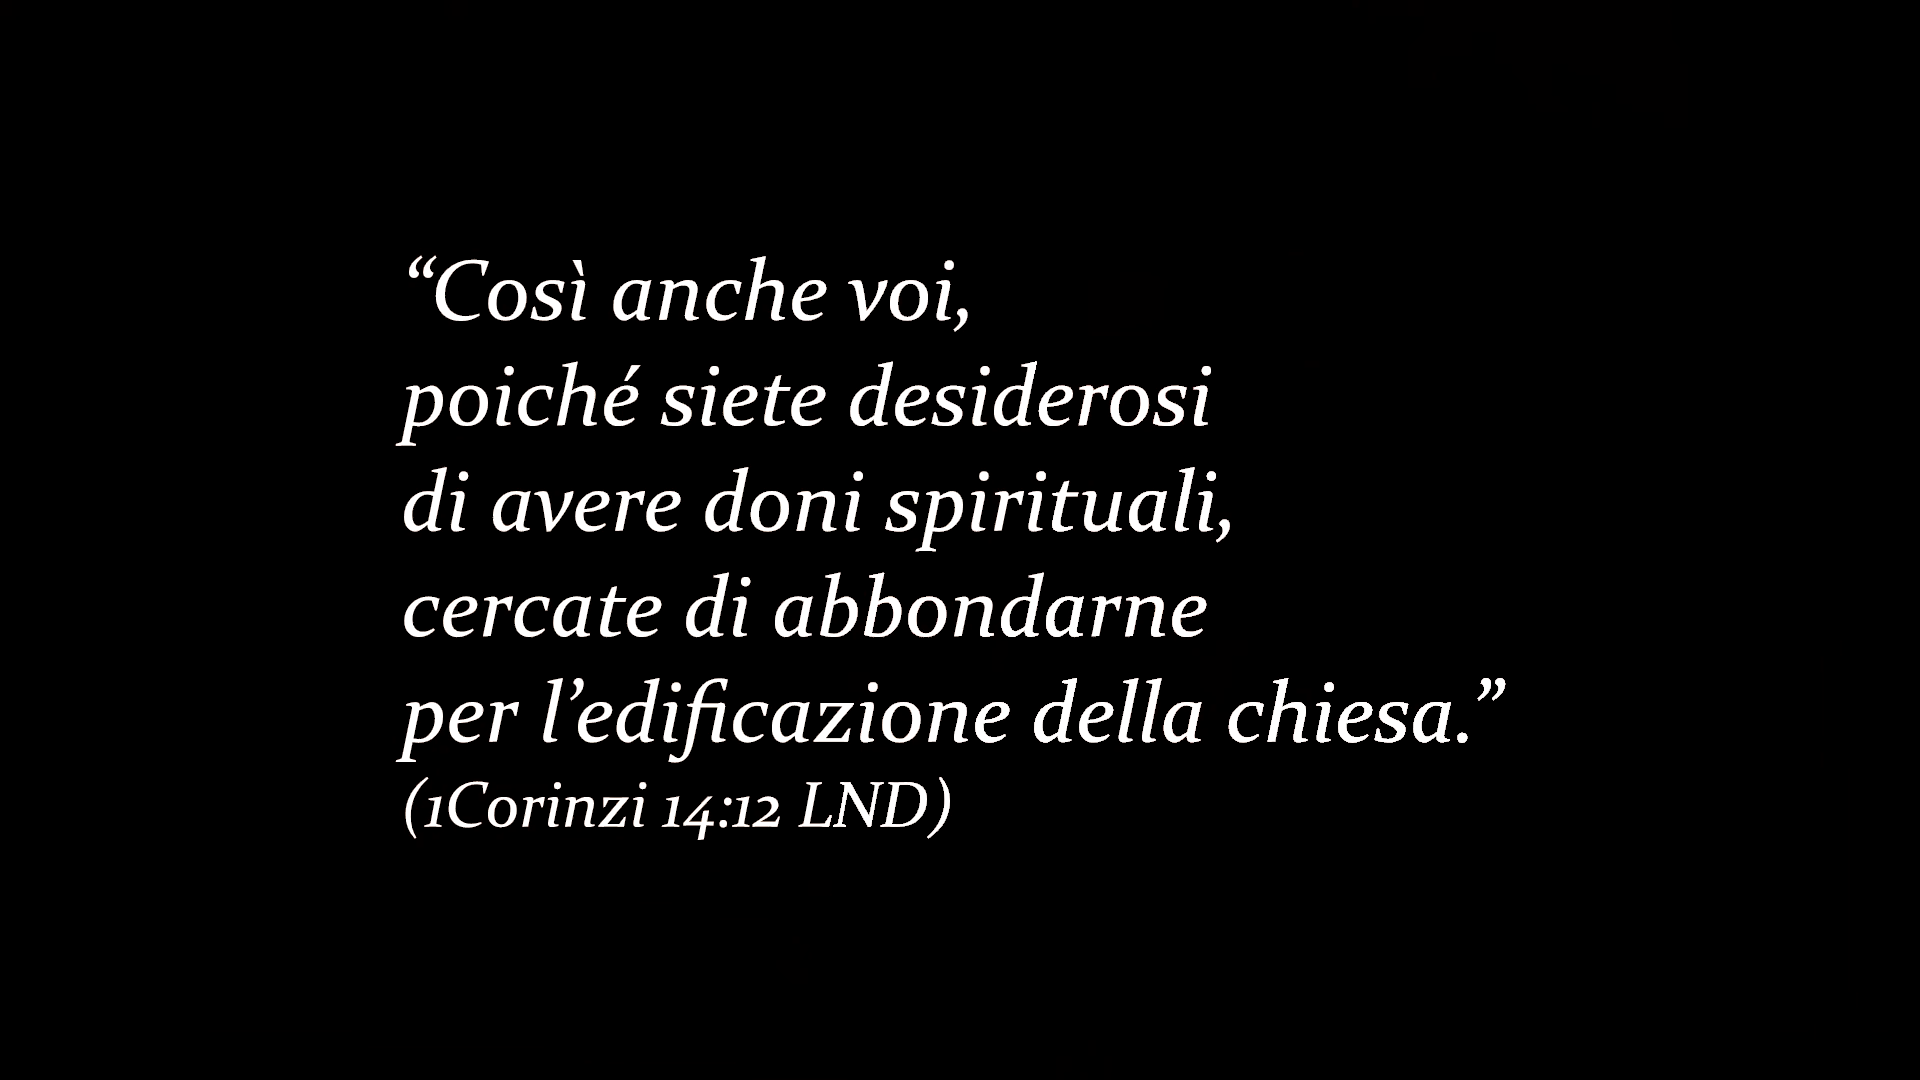 “Così anche voi,
poiché siete desiderosi
di avere doni spirituali,
cercate di abbondarne
per l’edificazione della chiesa.”
(1Corinzi 14:12 LND)